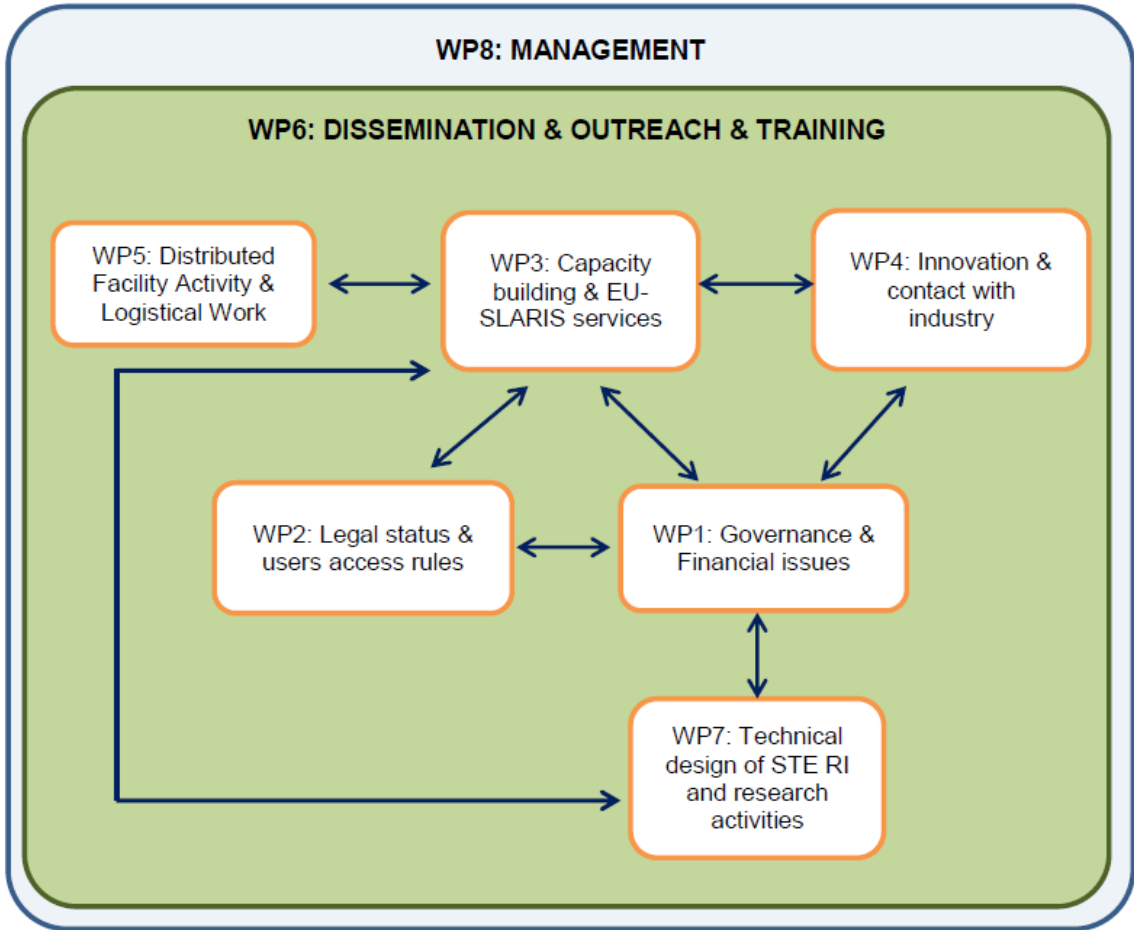 WP8: MANAGEMENT
WP6: DISSEMINATION & OUTREACH & TRAINING
WP5: Distributed
Facility Activity &
Logistical Work
WP3: Capacity
building & EU-
SLARIS services
WP4: Innovation &
contact with
industry
WP2: Legal status &
users access rules
WP1: Governance &
Financial issues
WP7: Technical
design of STE RI
and research
activities